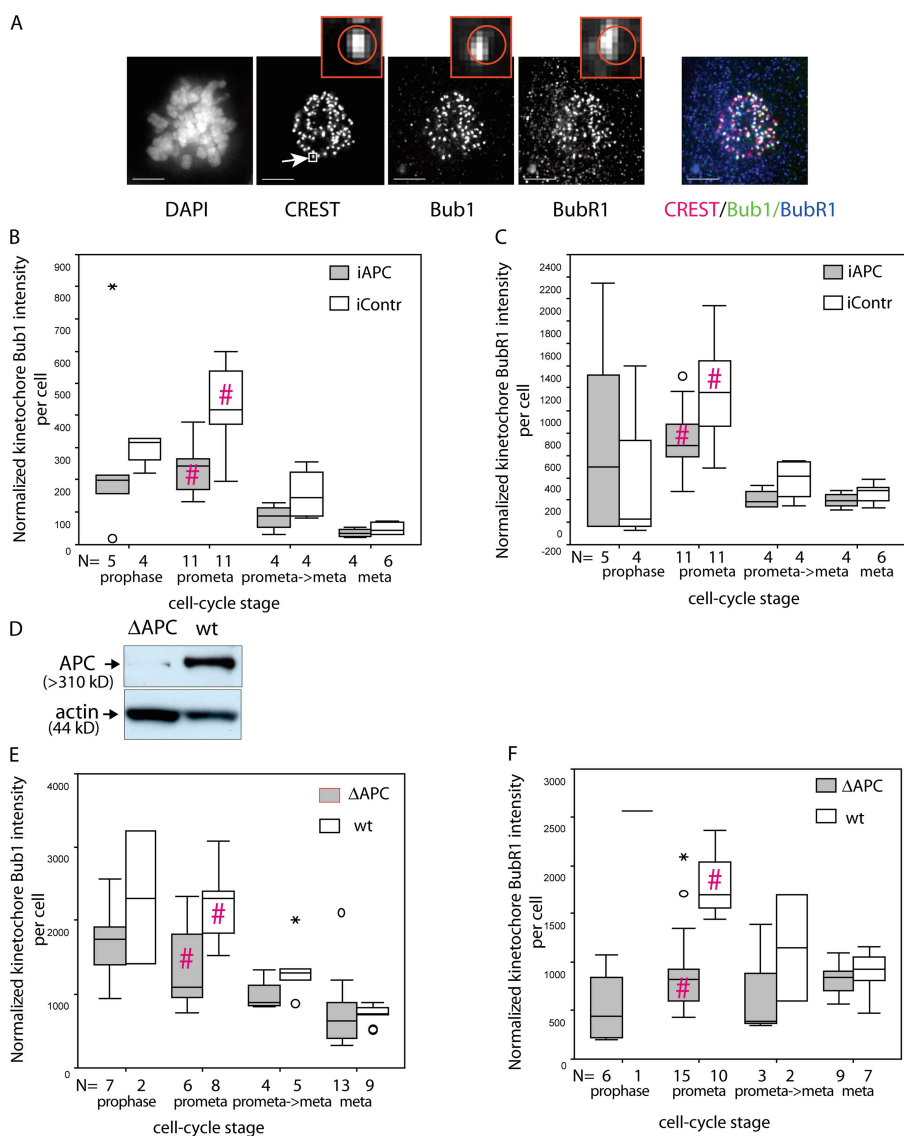 A
DAPI
CREST
Bub1
BubR1
CREST/Bub1/BubR1
B
Normalized kinetochore Bub1 intensity
per cell
900
800
700
600
500
400
300
200
100
0
*
#
#
iAPC
iContr
N= 5 4 11 11 4 4 4 6
prophase prometa prometa->meta meta
cell-cycle stage
C
Normalized kinetochore BubR1 intensity
per cell
2400
2200
2000
1800
1600
1400
1200
1000
800
600
400
200
0
-200
#
#
iAPC
iContr
N= 5 4 11 11 4 4 4 6
prophase prometa prometa->meta meta
cell-cycle stage
D
ΔAPC wt
APC
(>310 kD)
actin
(44 kD)
E
Normalized kinetochore Bub1 intensity
per cell
4000
3000
2000
1000
0
#
#
*
ΔAPC
wt
N= 7 2 6 8 4 5 13 9
prophase prometa prometa->meta meta
cell-cycle stage
F
Normalized kinetochore BubR1 intensity
per cell
3000
2500
2000
1500
1000
500
0
*
#
#
ΔAPC
wt
N= 6 1 15 10 3 2 9 7
prophase prometa prometa->meta meta
cell-cycle stage